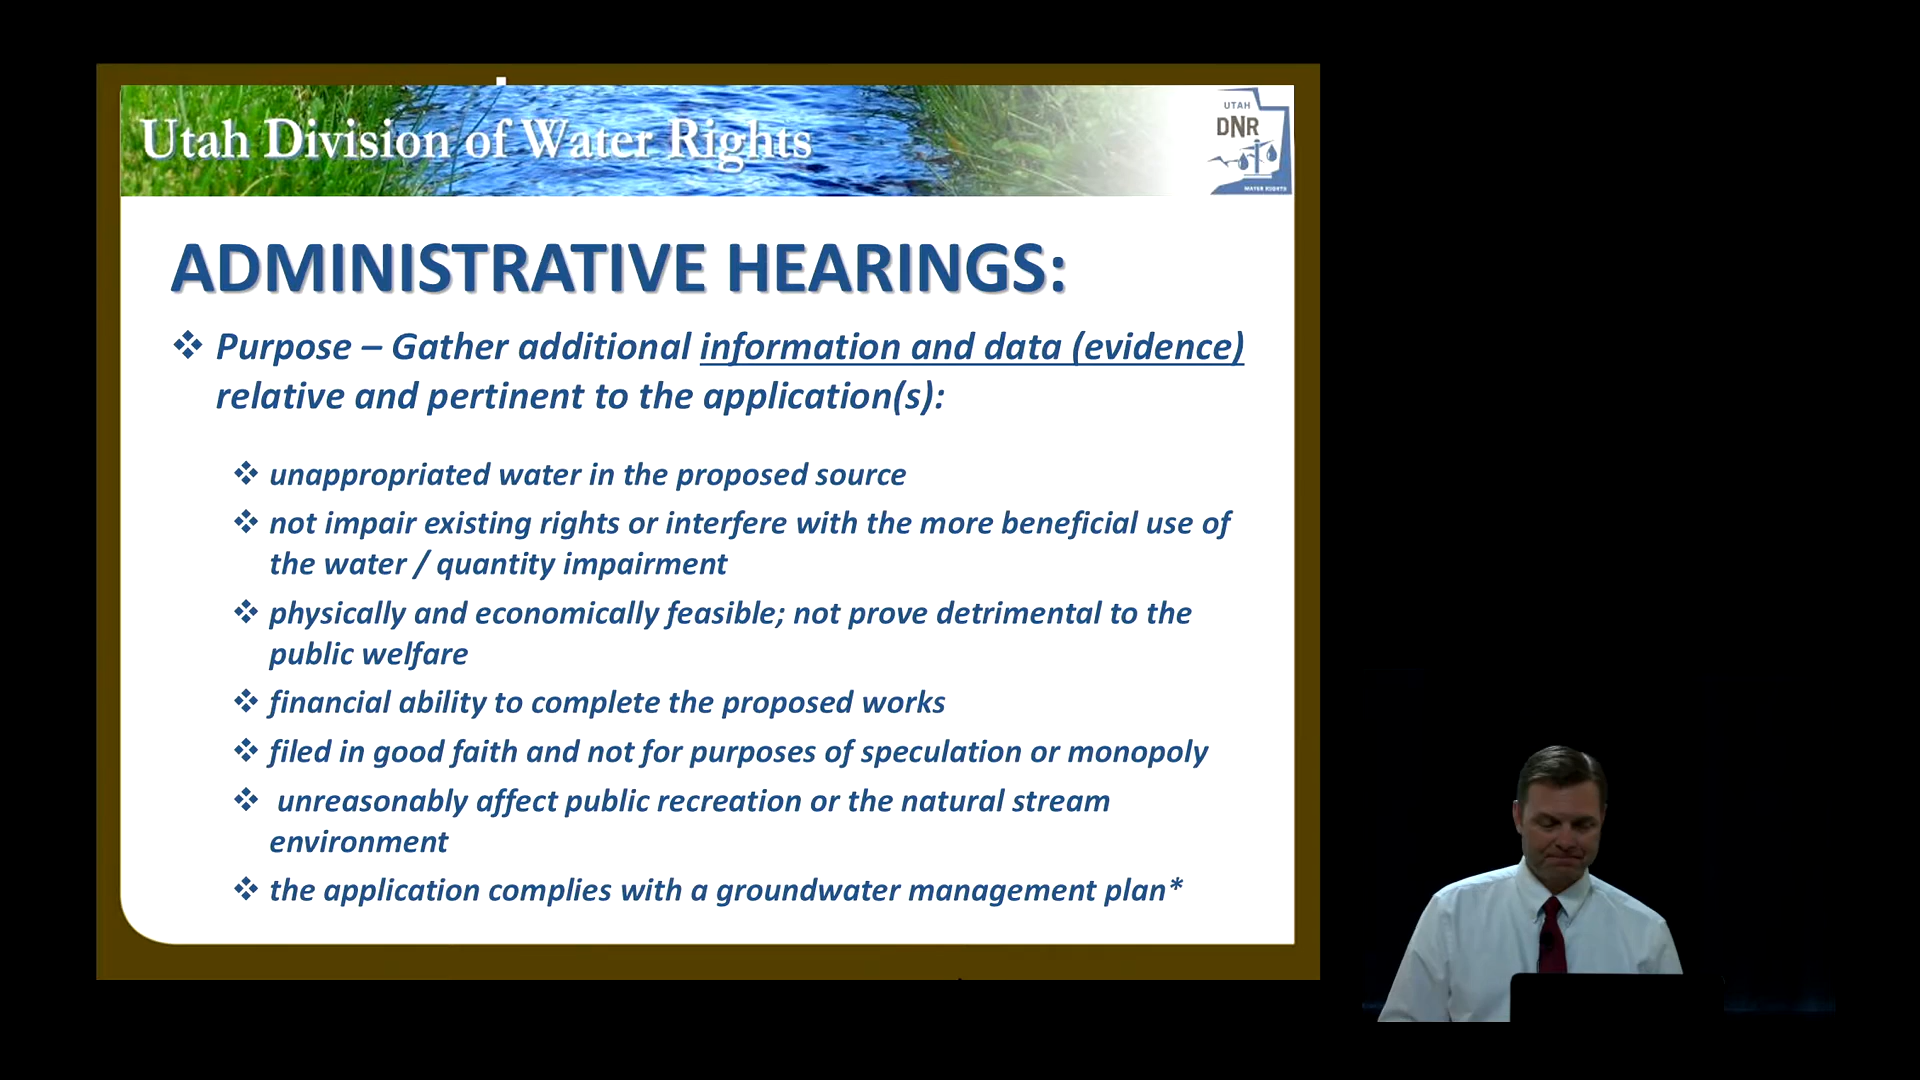 Utah Division of Water Rights
UTAH
DNR
WATER RIGHTS
ADMINISTRATIVE HEARINGS:
❖ Purpose – Gather additional information and data (evidence)
relative and pertinent to the application(s):
❖ unappropriated water in the proposed source
❖ not impair existing rights or interfere with the more beneficial use of
the water / quantity impairment
❖ physically and economically feasible; not prove detrimental to the
public welfare
❖ financial ability to complete the proposed works
❖ filed in good faith and not for purposes of speculation or monopoly
❖ unreasonably affect public recreation or the natural stream
environment
❖ the application complies with a groundwater management plan*